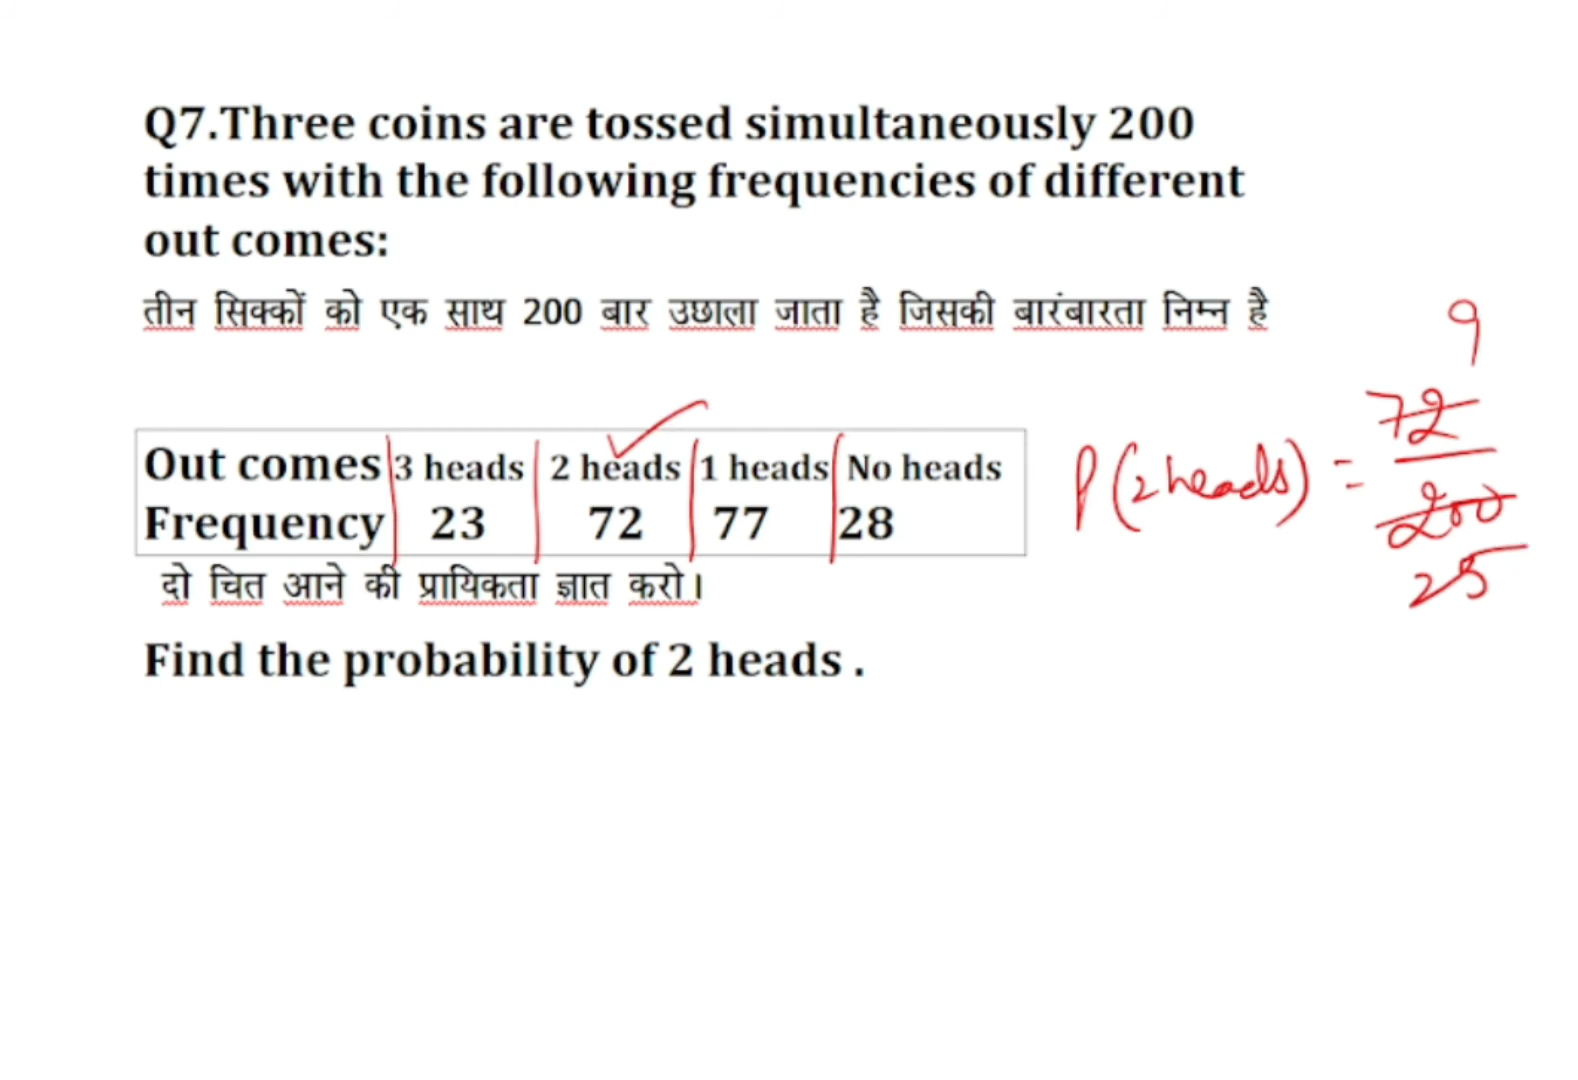 Q7.Three coins are tossed simultaneously 200
times with the following frequencies of different
out comes:
तीन सिक्कों को एक साथ 200 बार उछाला जाता है जिसकी बारंबारता निम्न है
Out comes 3 heads 2 heads 1 heads No heads
Frequency 23 72 77 28
दो चित आने की प्रायिकता ज्ञात करो।
Find the probability of 2 heads .
9
72
P(2 heads) =
200
25